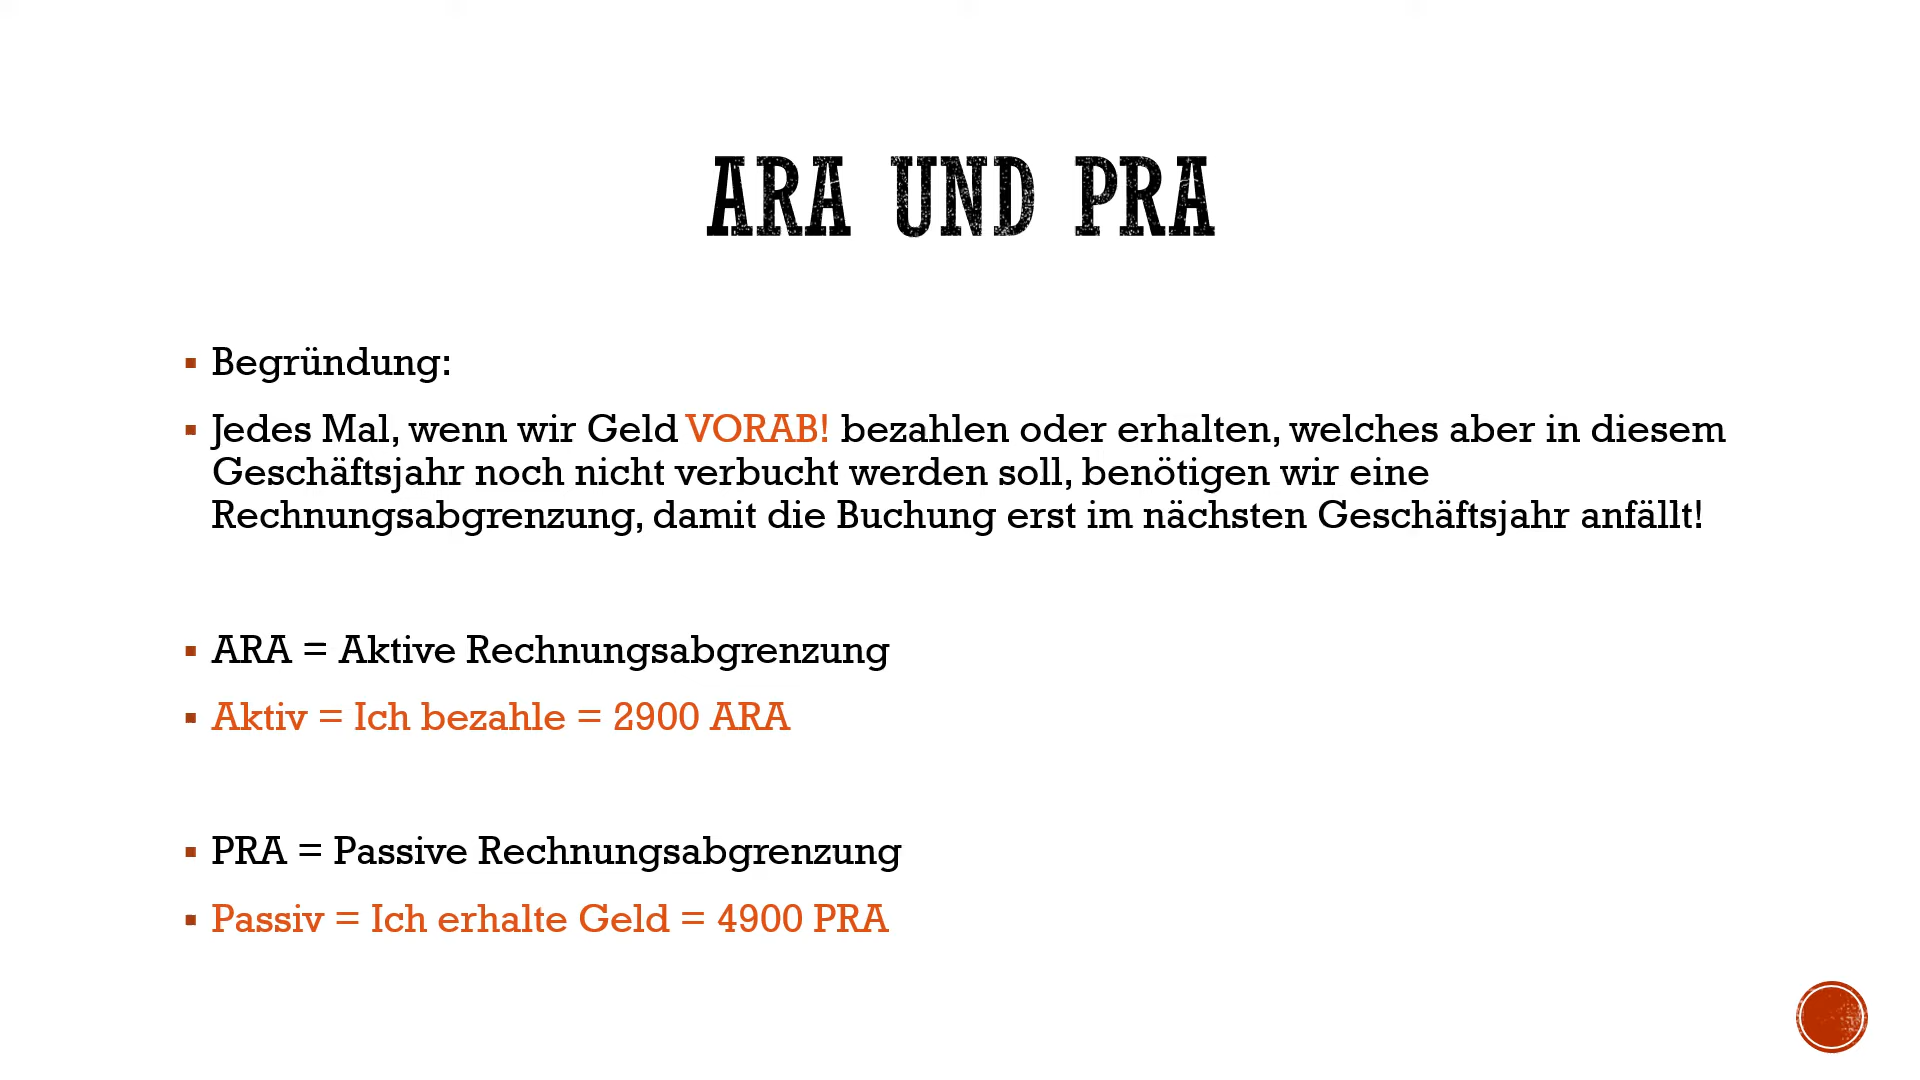 ARA UND PRA
Begründung:
Jedes Mal, wenn wir Geld VORAB! bezahlen oder erhalten, welches aber in diesem
Geschäftsjahr noch nicht verbucht werden soll, benötigen wir eine
Rechnungsabgrenzung, damit die Buchung erst im nächsten Geschäftsjahr anfällt!
ARA = Aktive Rechnungsabgrenzung
Aktiv = Ich bezahle = 2900 ARA
PRA = Passive Rechnungsabgrenzung
Passiv = Ich erhalte Geld = 4900 PRA